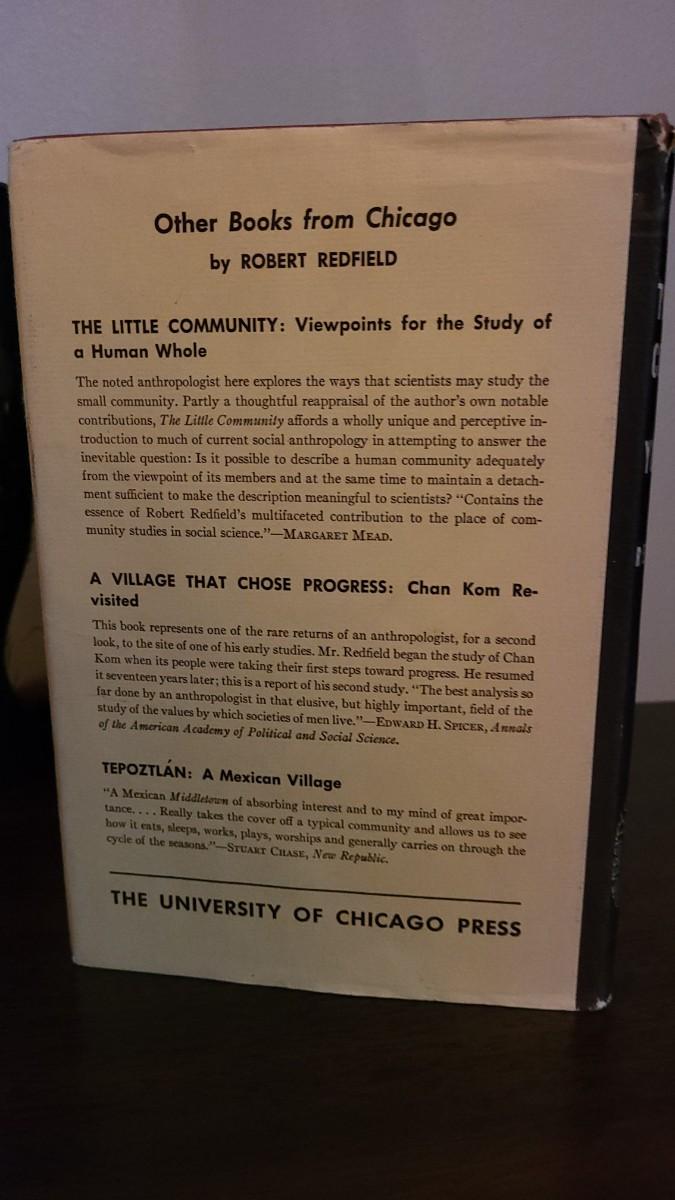 Other Books from Chicago
by ROBERT REDFIELD
THE LITTLE COMMUNITY: Viewpoints for the Study of
a Human Whole
The noted anthropologist here explores the ways that scientists may study the
small community. Partly a thoughtful reappraisal of the author's own notable
contributions, The Little Community affords a wholly unique and perceptive in-
troduction to much of current social anthropology in attempting to answer the
inevitable question: Is it possible to describe a human community adequately
from the viewpoint of its members and at the same time to maintain a detach-
ment sufficient to make the description meaningful to scientists? “Contains the
essence of Robert Redfield's multifaceted contribution to the place of com-
munity studies in social science.”—MARGARET MEAD.
A VILLAGE THAT CHOSE PROGRESS: Chan Kom Re-
visited
This book represents one of the rare returns of an anthropologist, for a second
look, to the site of one of his early studies. Mr. Redfield began the study of Chan
Kom when its people were taking their first steps toward progress. He resumed
it seventeen years later; this is a report of his second study. “The best analysis so
far done by an anthropologist in that elusive, but highly important, field of the
study of the values by which societies of men live.”—EDWARD H. SPICER, Annals
of the American Academy of Political and Social Science.
TEPOZTLÁN: A Mexican Village
“A Mexican Middletown of absorbing interest and to my mind of great impor-
tance. . . . Really takes the cover off a typical community and allows us to see
how it eats, sleeps, works, plays, worships and generally carries on through the
cycle of the seasons.”—STUART CHASE, New Republic.
THE UNIVERSITY OF CHICAGO PRESS